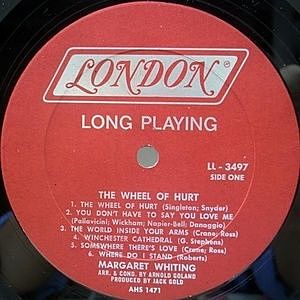 LONDON
®
LONG PLAYING
LL - 3497
SIDE ONE
THE WHEEL OF HURT
1. THE WHEEL OF HURT (Singleton; Snyder)
2. YOU DON'T HAVE TO SAY YOU LOVE ME
(Pallavicini; Wickham; Napier-Bell; Donaggio)
3. THE WORLD INSIDE YOUR ARMS (Crane; Ross)
4. WINCHESTER CATHEDRAL (G. Stephens)
5. SOMEWHERE THERE'S LOVE (Crane; Ross)
6. WHERE DO I STAND (Roberts)
MARGARET WHITING
ARR. & COND. BY ARNOLD GOLAND
PRODUCED BY JACK GOLD
AHS 1471